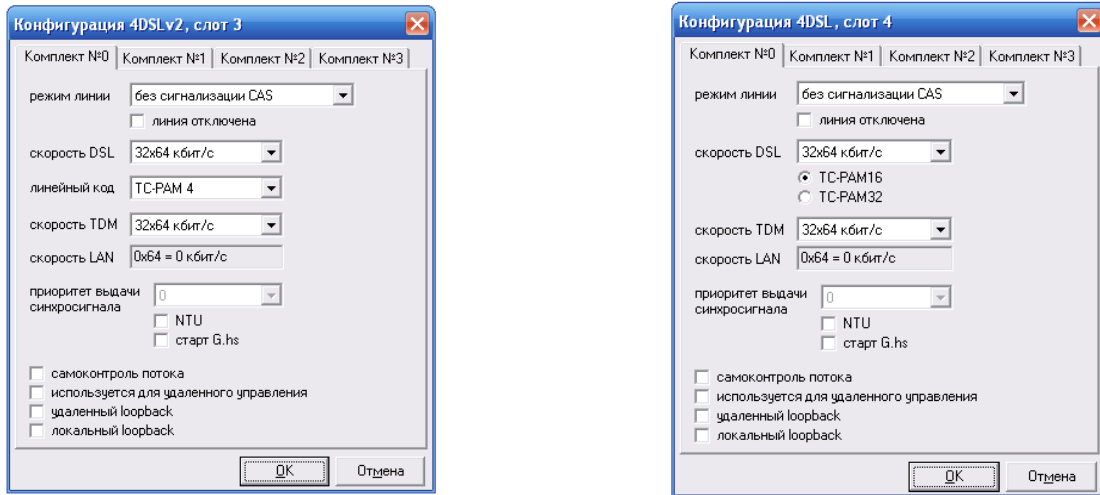 Конфигурация 4DSLv2, слот 3
Комплект №0 Комплект №1 Комплект №2 Комплект №3
режим линии без сигнализации CAS
линия отключена
скорость DSL 32x64 кбит/с
линейный код TC-PAM 4
скорость TDM 32x64 кбит/с
скорость LAN 0x64 = 0 кбит/с
приоритет выдачи 0
синхросигнала
NTU
старт G.hs
самоконтроль потока
используется для удаленного управления
удаленный loopback
локальный loopback
OK Отмена
Конфигурация 4DSL, слот 4
Комплект №0 Комплект №1 Комплект №2 Комплект №3
режим линии без сигнализации CAS
линия отключена
скорость DSL 32x64 кбит/с
TC-PAM16
TC-PAM32
скорость TDM 32x64 кбит/с
скорость LAN 0x64 = 0 кбит/с
приоритет выдачи 0
синхросигнала
NTU
старт G.hs
самоконтроль потока
используется для удаленного управления
удаленный loopback
локальный loopback
OK Отмена